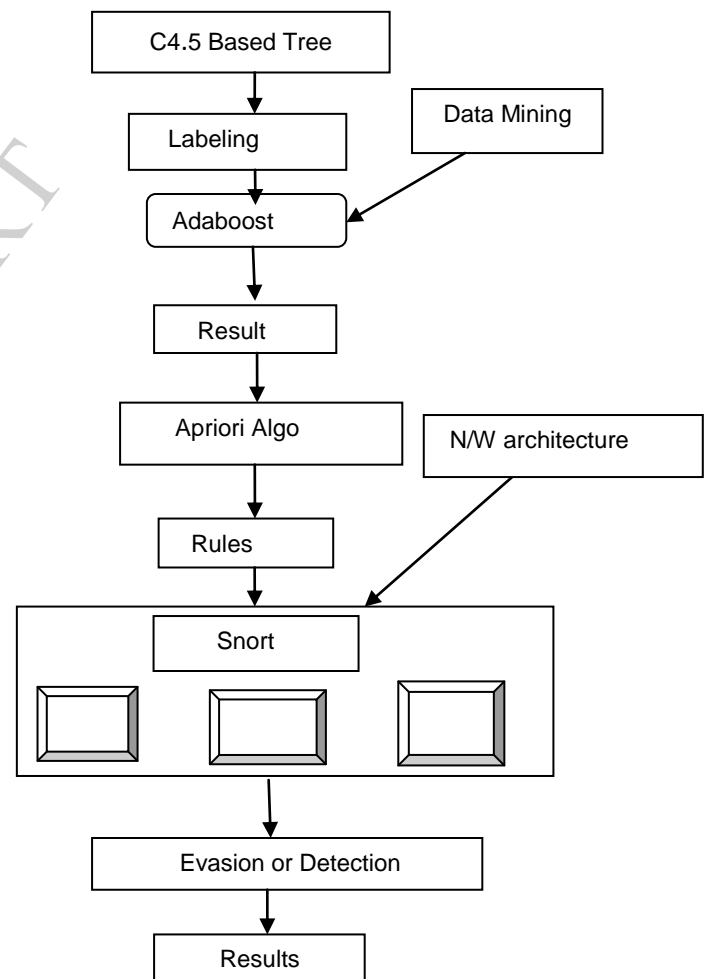 C4.5 Based Tree
Data Mining
Labeling
Adaboost
Result
Apriori Algo
N/W architecture
Rules
Snort
Evasion or Detection
Results